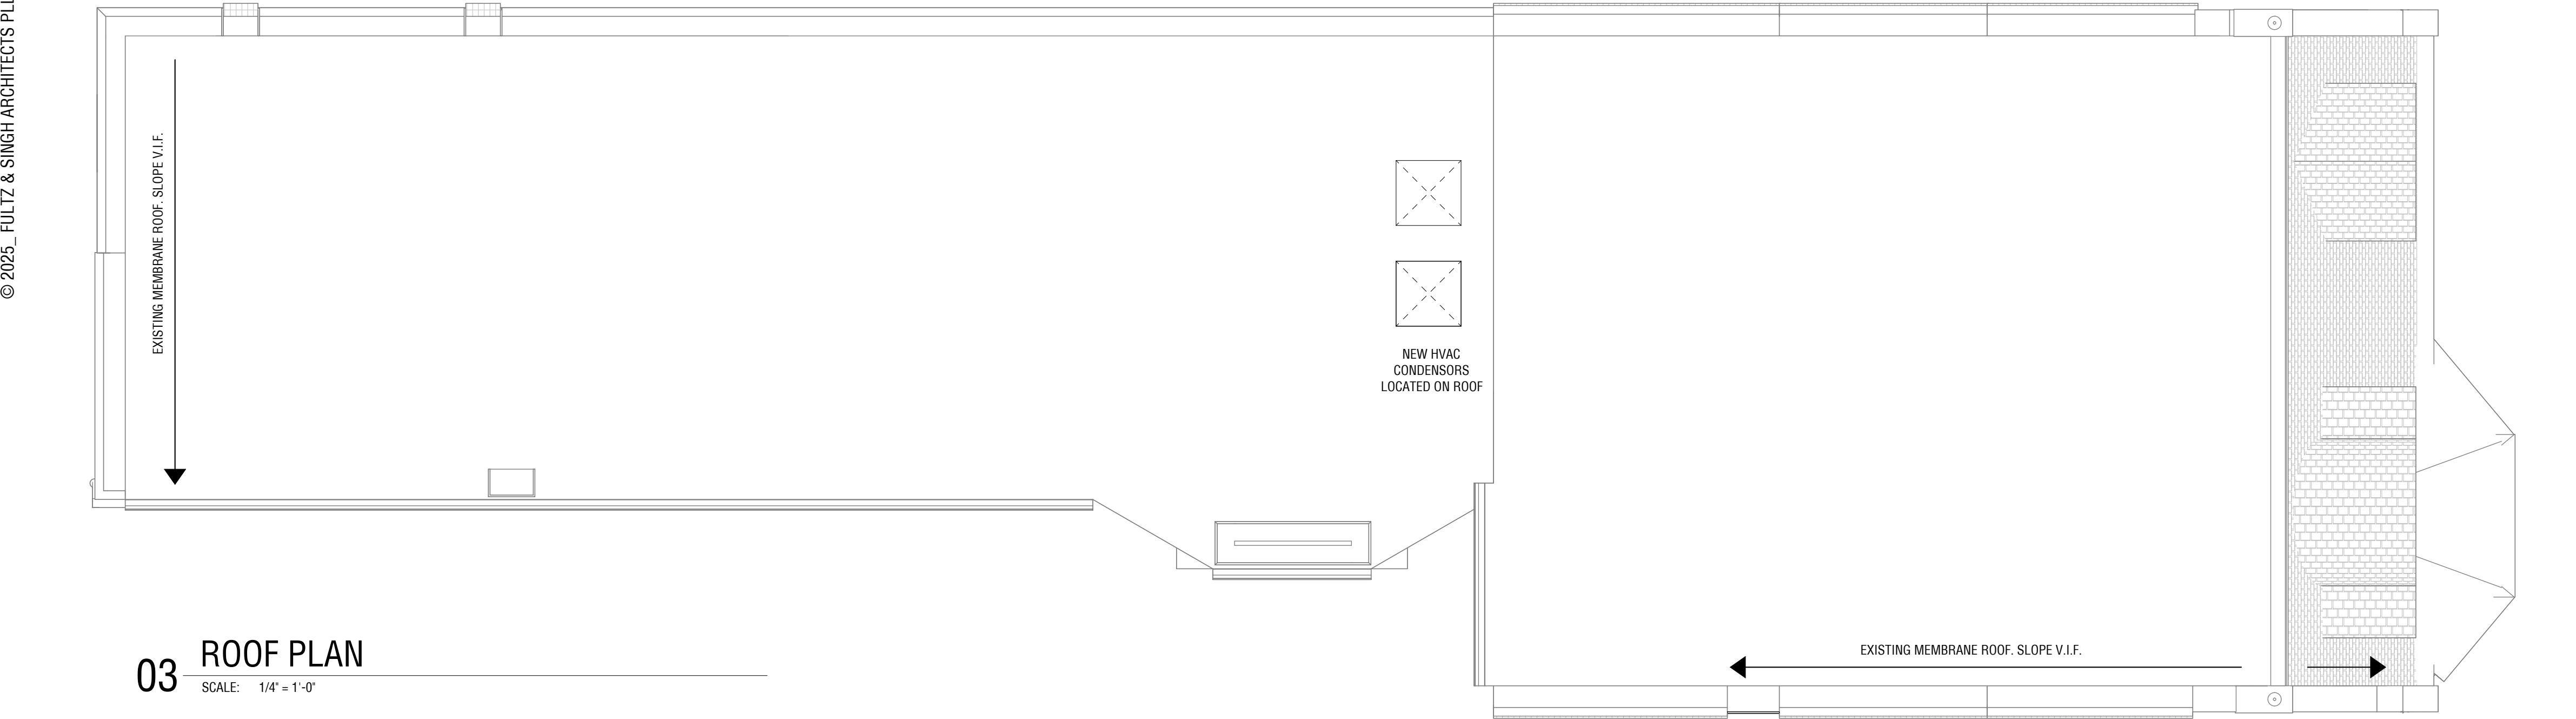 © 2025_ FULTZ & SINGH ARCHITECTS
EXISTING MEMBRANE ROOF. SLOPE V.I.F.
NEW HVAC
CONDENSORS
LOCATED ON ROOF
EXISTING MEMBRANE ROOF. SLOPE V.I.F.
03
ROOF PLAN
SCALE: 1/4" = 1'-0"